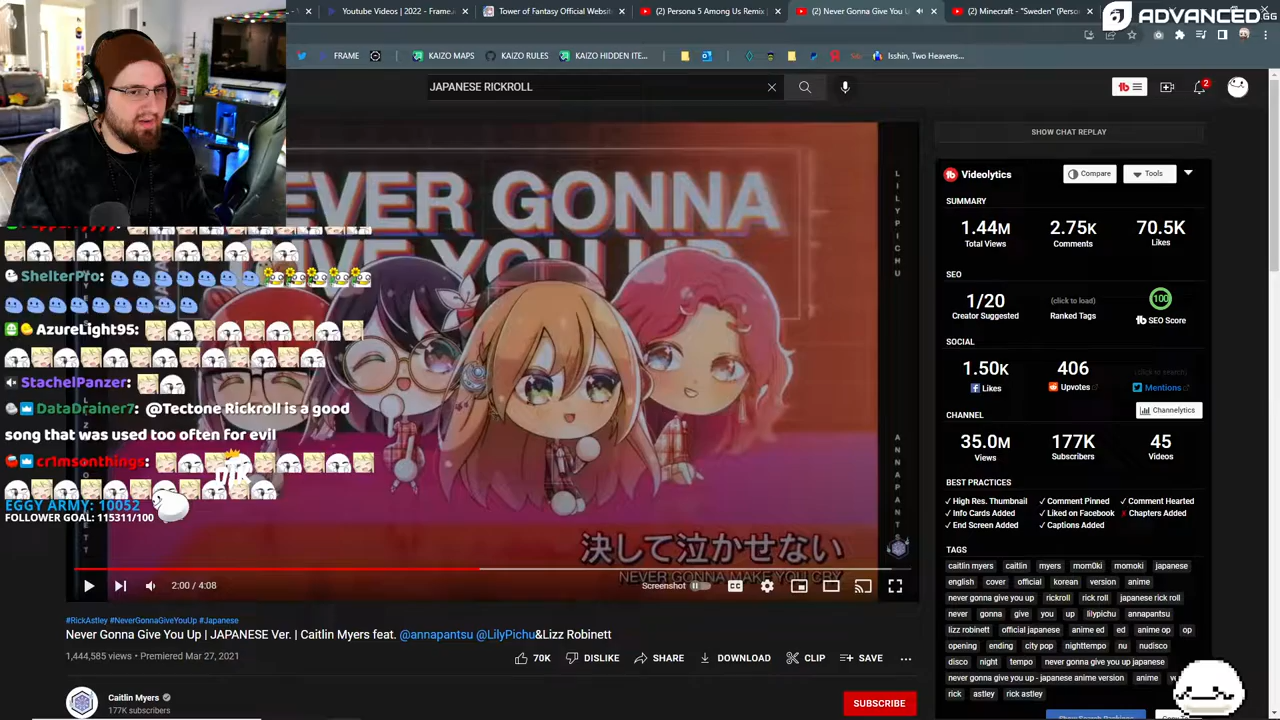 Youtube Videos | 2022 - Frame.
Tower of Fantasy Official Websit
(2) Persona 5 Among Us Remix
(2) Never Gonna Give You U
(2) Minecraft - "Sweden" (Perso
ADVANCED.GG
FRAME
KAIZO MAPS
KAIZO RULES
KAIZO HIDDEN ITE...
Isshin, Two Heavens...
JAPANESE RICKROLL
2
SHOW CHAT REPLAY
EVER GONNA
GIVE YOU
LILYPICHU
ANNAPANT
決して泣かせない
NEVER GONNA MAKE YOU CRY
ShelterPro:
AzureLight95:
StachelPanzer:
DataDrainer7: @Tectone Rickroll is a good
song that was used too often for evil
cr1msonthings:
EGGY ARMY: 10052
FOLLOWER GOAL: 115311/100
2:00 / 4:08
Screenshot
#RickAstley #NeverGonnaGiveYouUp #Japanese
Never Gonna Give You Up | JAPANESE Ver. | Caitlin Myers feat. @annapantsu @LilyPichu&Lizz Robinett
1,444,585 views • Premiered Mar 27, 2021
70K
DISLIKE
SHARE
DOWNLOAD
CLIP
SAVE
Caitlin Myers
177K subscribers
SUBSCRIBE
Videolytics
Compare
Tools
SUMMARY
1.44M 2.75K 70.5K
Total Views Comments Likes
SEO
1/20 (click to load) 100
Creator Suggested Ranked Tags tb SEO Score
SOCIAL
1.50K 406 (click to search)
Likes Upvotes Mentions
CHANNEL
Channelytics
35.0M 177K 45
Views Subscribers Videos
BEST PRACTICES
High Res. Thumbnail Comment Pinned Comment Hearted
Info Cards Added Liked on Facebook Chapters Added
End Screen Added Captions Added
TAGS
caitlin myers caitlin myers mom0ki momoki japanese
english cover official korean version anime
never gonna give you up rickroll rick roll japanese rick roll
never gonna give you up lilypichu annapantsu
lizz robinett official japanese anime ed ed anime op op
opening ending city pop nighttempo nu nudisco
disco night tempo never gonna give you up japanese
never gonna give you up - japanese anime version anime
rick astley rick astley
Show Search Rankings